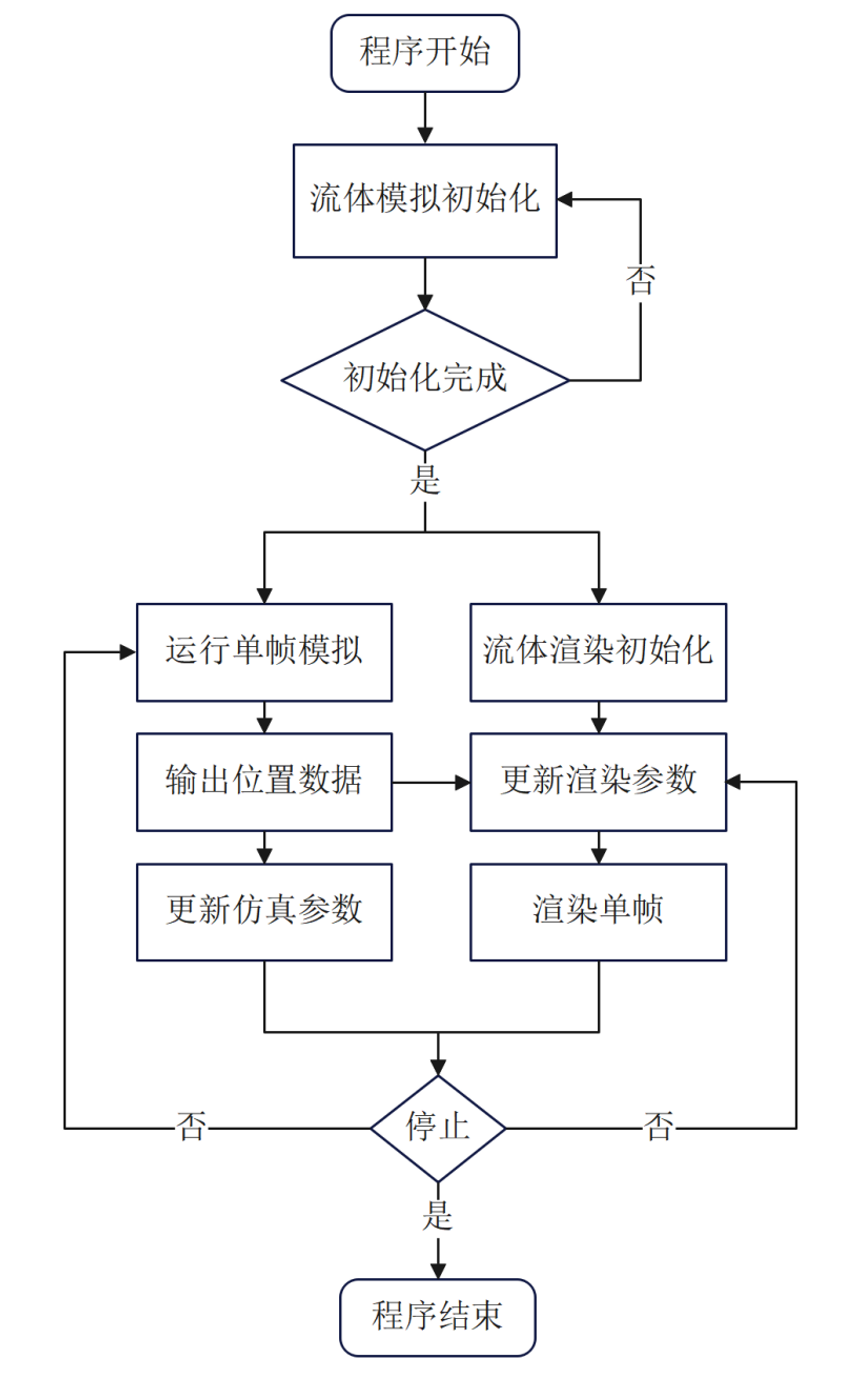 程序开始
流体模拟初始化
否
初始化完成
是
运行单帧模拟
流体渲染初始化
输出位置数据
更新渲染参数
更新仿真参数
渲染单帧
否
停止
否
是
程序结束